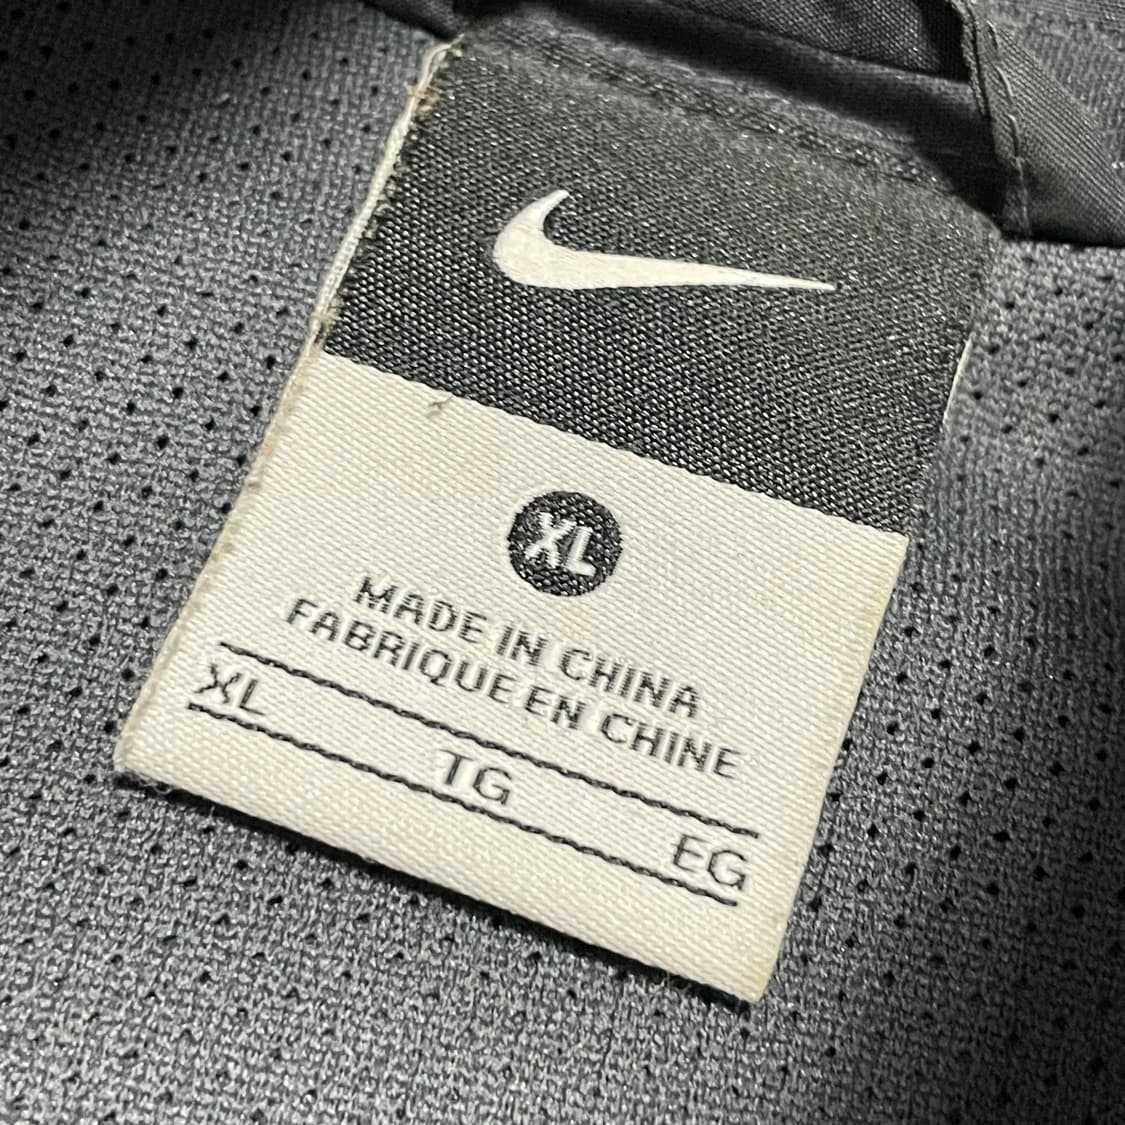 XL
MADE IN CHINA
FABRIQUE EN CHINE
XL TG EG